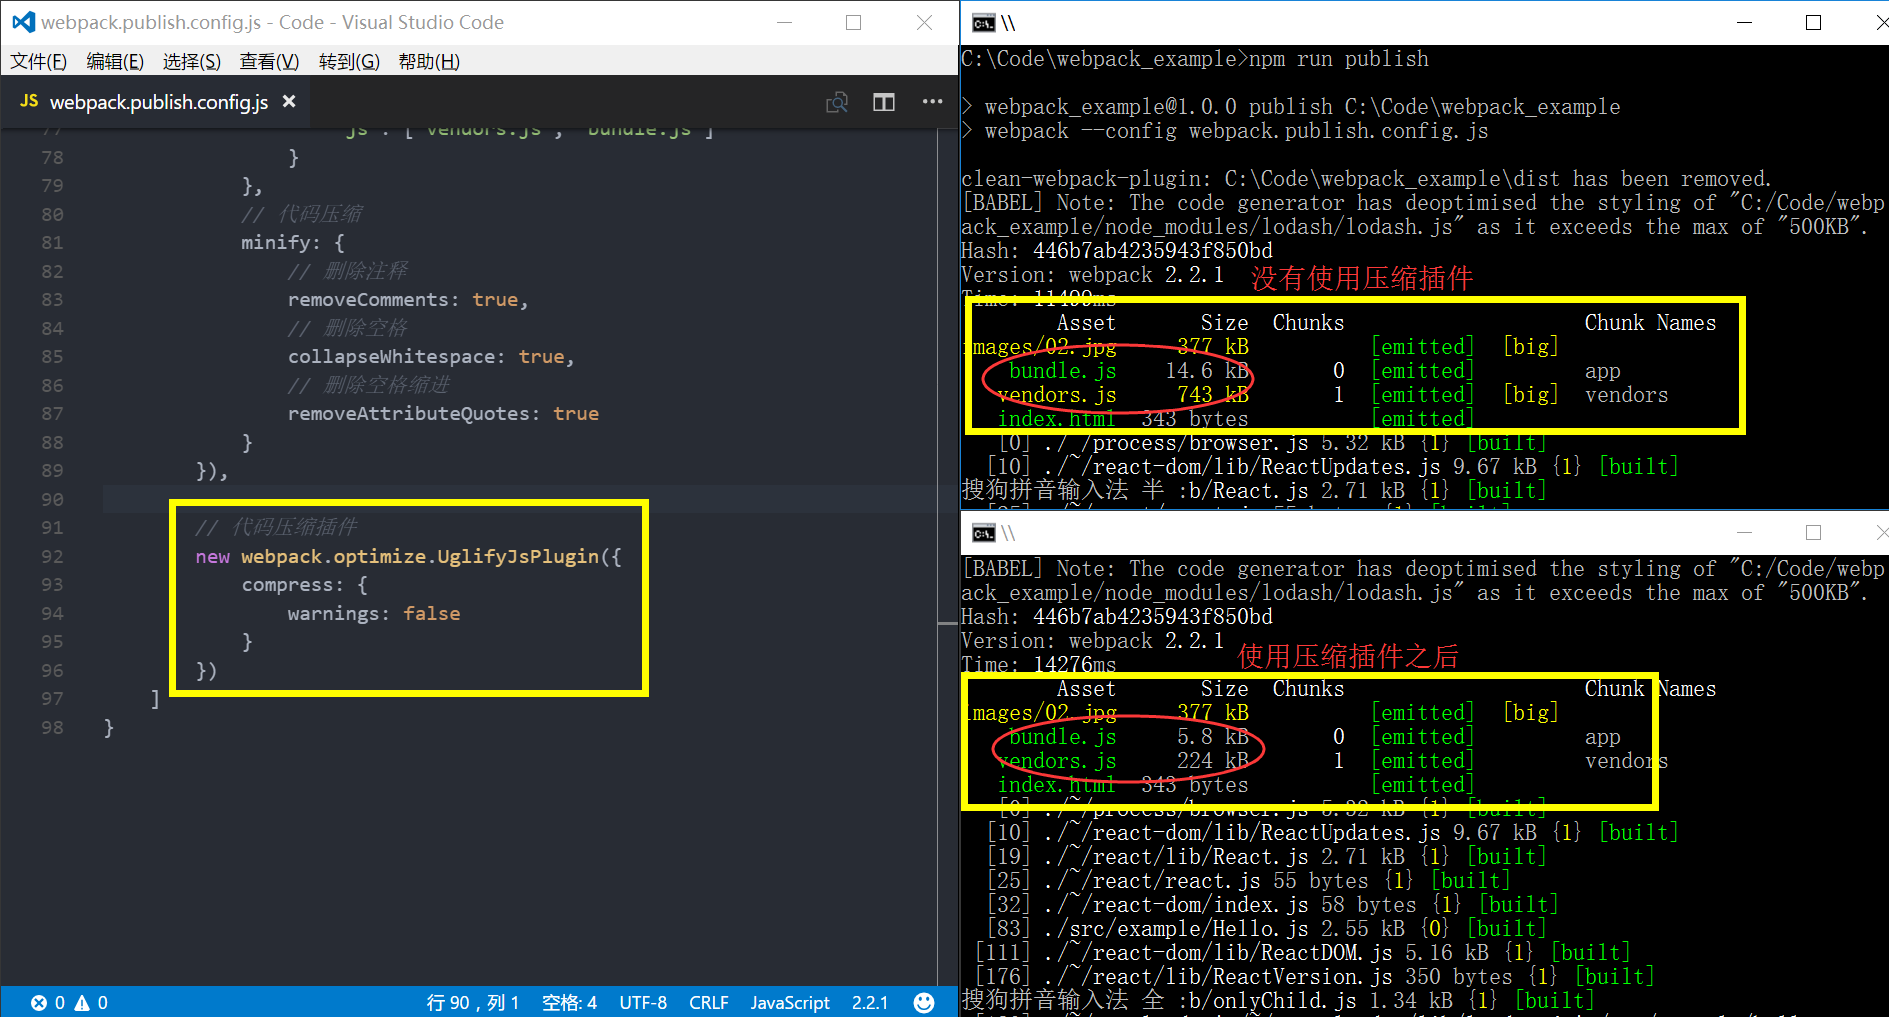 webpack.publish.config.js - Code - Visual Studio Code
文件(F) 编辑(E) 选择(S) 查看(V) 转到(G) 帮助(H)
JS webpack.publish.config.js ×
77 js : [ vendors.js , bundle.js ]
78 }
79 },
80 // 代码压缩
81 minify: {
82 // 删除注释
83 removeComments: true,
84 // 删除空格
85 collapseWhitespace: true,
86 // 删除空格缩进
87 removeAttributeQuotes: true
88 }
89 }),
90
91 // 代码压缩插件
92 new webpack.optimize.UglifyJsPlugin({
93 compress: {
94 warnings: false
95 }
96 })
97 ]
98 }
0 0 行 90，列 1 空格: 4 UTF-8 CRLF JavaScript 2.2.1
\\
C:\Code\webpack_example>npm run publish
> webpack_example@1.0.0 publish C:\Code\webpack_example
> webpack --config webpack.publish.config.js
clean-webpack-plugin: C:\Code\webpack_example\dist has been removed.
[BABEL] Note: The code generator has deoptimised the styling of "C:/Code/webp
ack_example/node_modules/lodash/lodash.js" as it exceeds the max of "500KB".
Hash: 446b7ab4235943f850bd
Version: webpack 2.2.1 没有使用压缩插件
Time: 11499ms
Asset Size Chunks Chunk Names
images/02.jpg 377 kB [emitted] [big]
bundle.js 14.6 kB 0 [emitted] app
vendors.js 743 kB 1 [emitted] [big] vendors
index.html 343 bytes [emitted]
[0] ./~/process/browser.js 5.32 kB {1} [built]
[10] ./~/react-dom/lib/ReactUpdates.js 9.67 kB {1} [built]
搜狗拼音输入法 半 :b/React.js 2.71 kB {1} [built]
\\
[BABEL] Note: The code generator has deoptimised the styling of "C:/Code/webp
ack_example/node_modules/lodash/lodash.js" as it exceeds the max of "500KB".
Hash: 446b7ab4235943f850bd
Version: webpack 2.2.1
Time: 14276ms 使用压缩插件之后
Asset Size Chunks Chunk Names
images/02.jpg 377 kB [emitted] [big]
bundle.js 5.8 kB 0 [emitted] app
vendors.js 224 kB 1 [emitted] vendors
index.html 343 bytes [emitted]
[0] ./~/process/browser.js 5.32 kB {1} [built]
[10] ./~/react-dom/lib/ReactUpdates.js 9.67 kB {1} [built]
[19] ./~/react/lib/React.js 2.71 kB {1} [built]
[25] ./~/react/react.js 55 bytes {1} [built]
[32] ./~/react-dom/index.js 58 bytes {1} [built]
[83] ./src/example/Hello.js 2.55 kB {0} [built]
[111] ./~/react-dom/lib/ReactDOM.js 5.16 kB {1} [built]
[176] ./~/react/lib/ReactVersion.js 350 bytes {1} [built]
搜狗拼音输入法 全 :b/onlyChild.js 1.34 kB {1} [built]